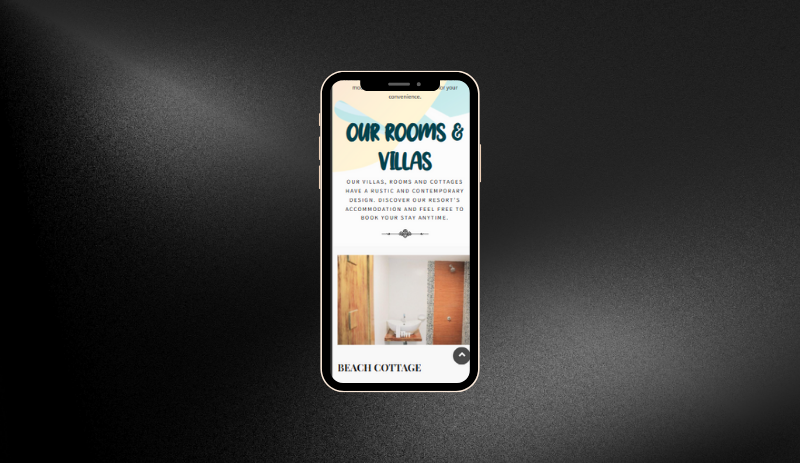 your
convenience.
OUR ROOMS &
VILLAS
OUR VILLAS, ROOMS AND COTTAGES
HAVE A RUSTIC AND CONTEMPORARY
DESIGN. DISCOVER OUR RESORT'S
ACCOMMODATION AND FEEL FREE TO
BOOK YOUR STAY ANYTIME.
BEACH COTTAGE